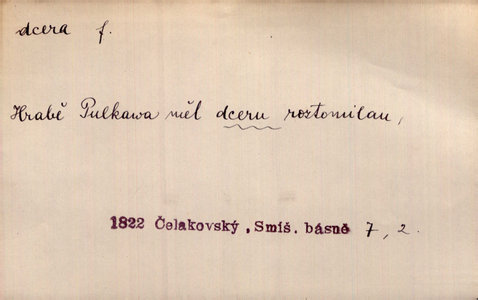 dcera f.
Hrabě Pulkawa měl dceru roztomilau,
1822 Čelakovský, Smíš. básně 7, 2.